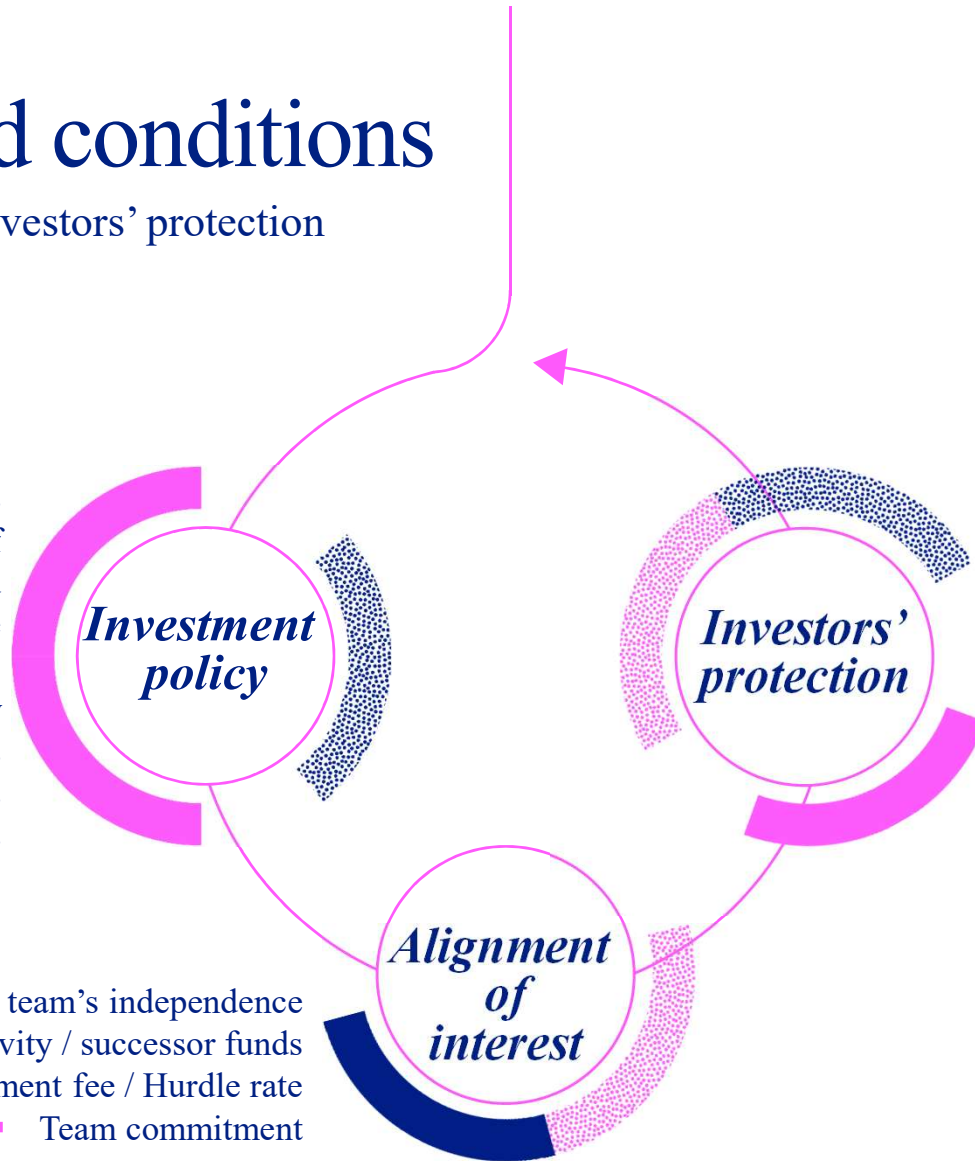 d conditions
vestors’ protection
Investment
policy
Investors’
protection
Alignment
of
interest
team’s independence
vity / successor funds
ment fee / Hurdle rate
Team commitment